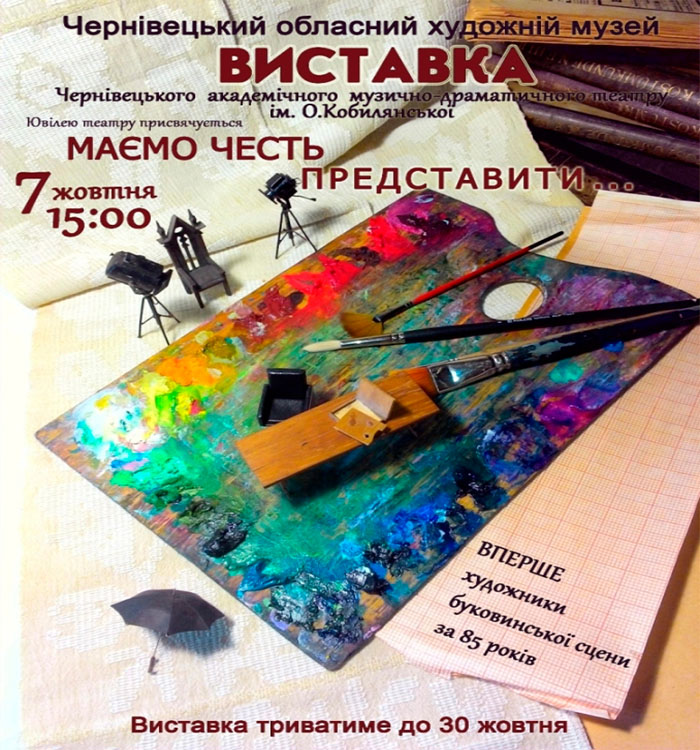 Чернівецький обласний художній музей
ВИСТАВКА
Чернівецького академічного музично-драматичного театру
ім. О.Кобилянської
Ювілею театру присвячується
МАЄМО ЧЕСТЬ
ПРЕДСТАВИТИ...
7 жовтня
15:00
ВПЕРШЕ
художники
буковинської сцени
за 85 років
Виставка триватиме до 30 жовтня